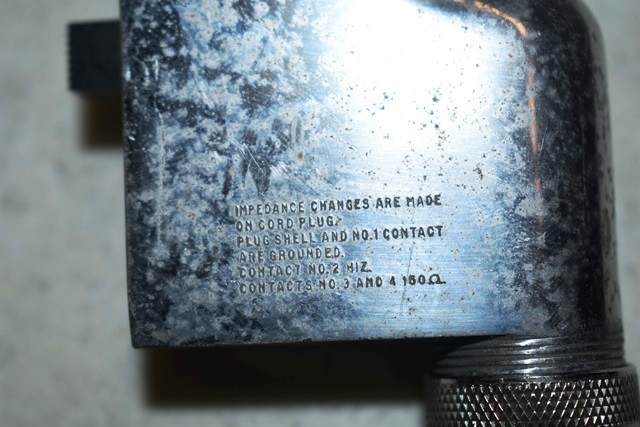 IMPEDANCE CHANGES ARE MADE
ON CORD PLUG.
PLUG SHELL AND NO.1 CONTACT
ARE GROUNDED.
CONTACT NO.2 HIZ
CONTACTS NO.3 AND 4 150Ω